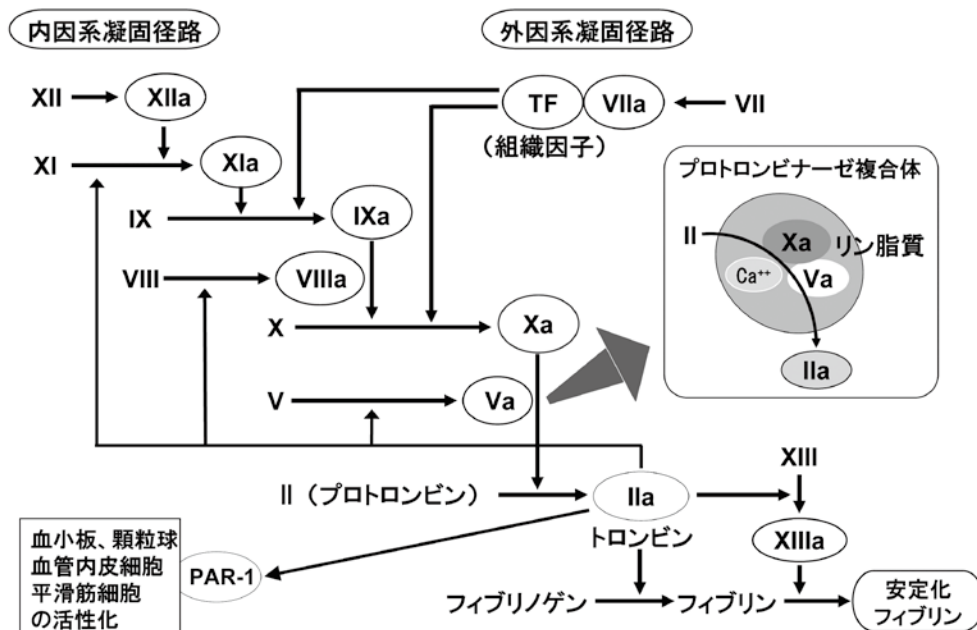 内因系凝固径路
外因系凝固径路
XII
XIIa
TF
VIIa
VII
(組織因子)
XI
XIa
プロトロンビナーゼ複合体
IX
IXa
II
Xa
リン脂質
Ca++
Va
VIII
VIIIa
X
Xa
IIa
V
Va
II(プロトロンビン)
IIa
トロンビン
XIII
XIIIa
血小板、顆粒球
血管内皮細胞
平滑筋細胞
の活性化
PAR-1
フィブリノゲン
フィブリン
安定化
フィブリン